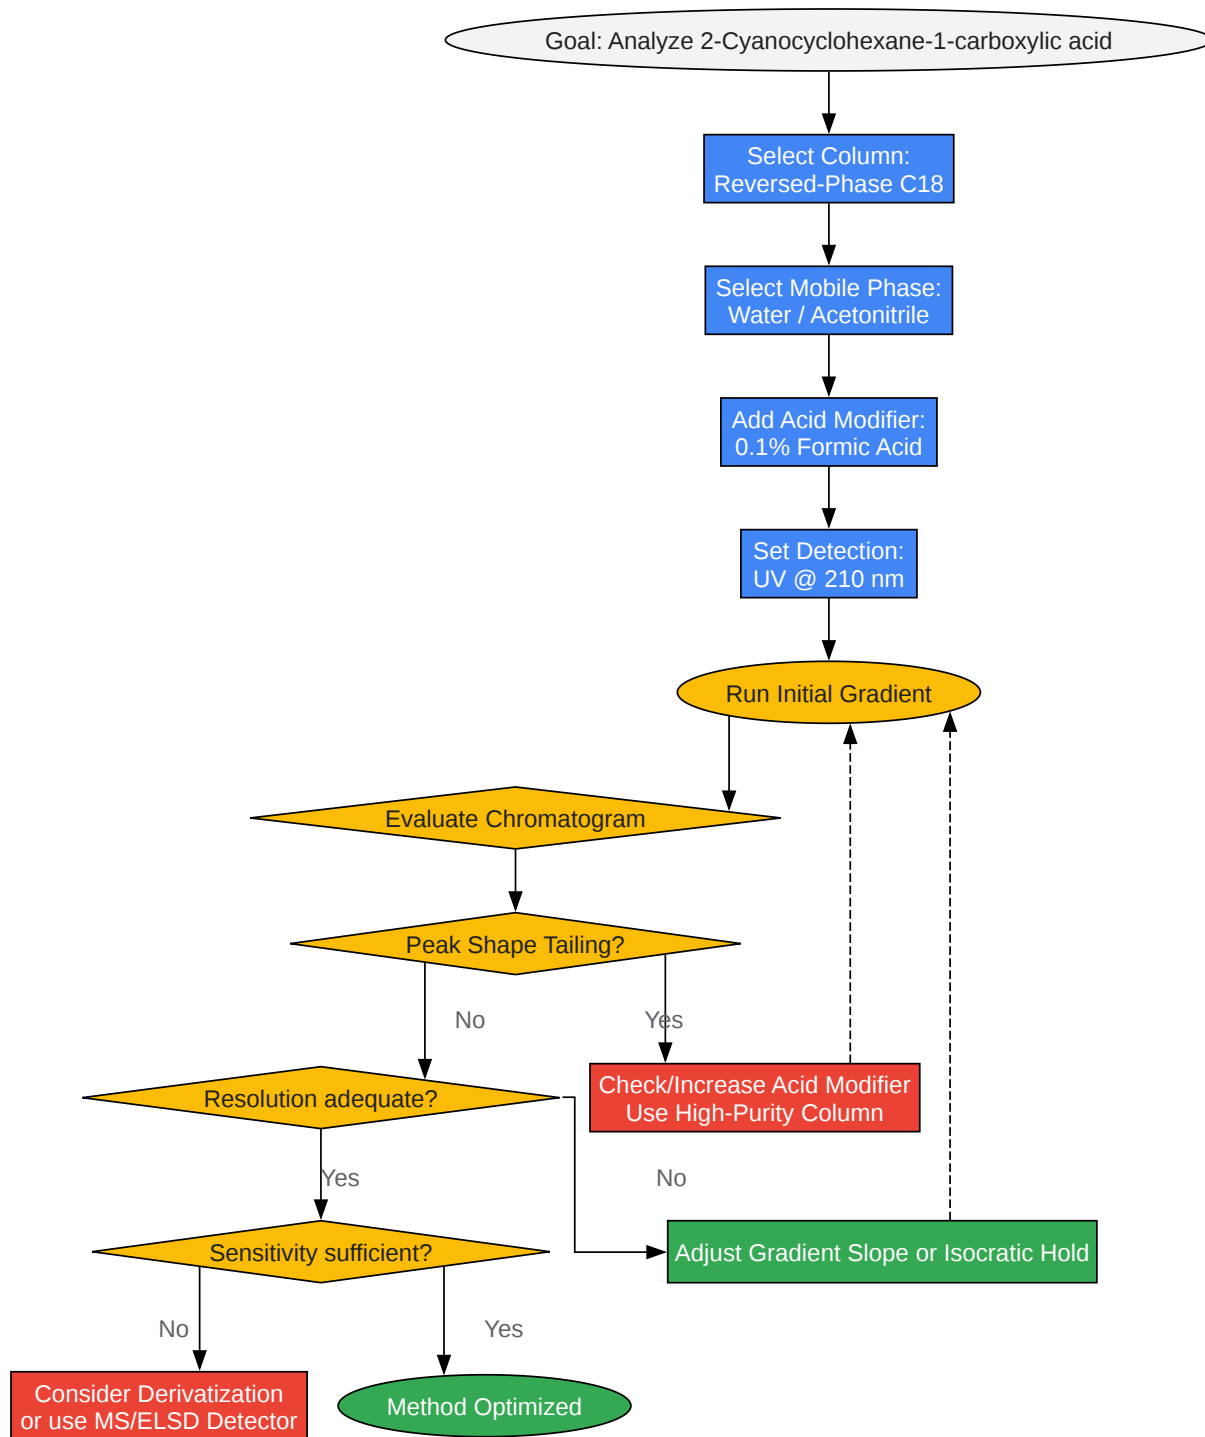 Goal: Analyze 2-Cyanocyclohexane-1-carboxylic acid
Select Column:
Reversed-Phase C18
Select Mobile Phase:
Water / Acetonitrile
Add Acid Modifier:
0.1% Formic Acid
Set Detection:
UV @ 210 nm
Run Initial Gradient
Evaluate Chromatogram
Peak Shape Tailing?
No
Yes
Resolution adequate?
Check/Increase Acid Modifier
Use High-Purity Column
Yes
No
Sensitivity sufficient?
Adjust Gradient Slope or Isocratic Hold
No
Yes
Consider Derivatization
or use MS/ELSD Detector
Method Optimized